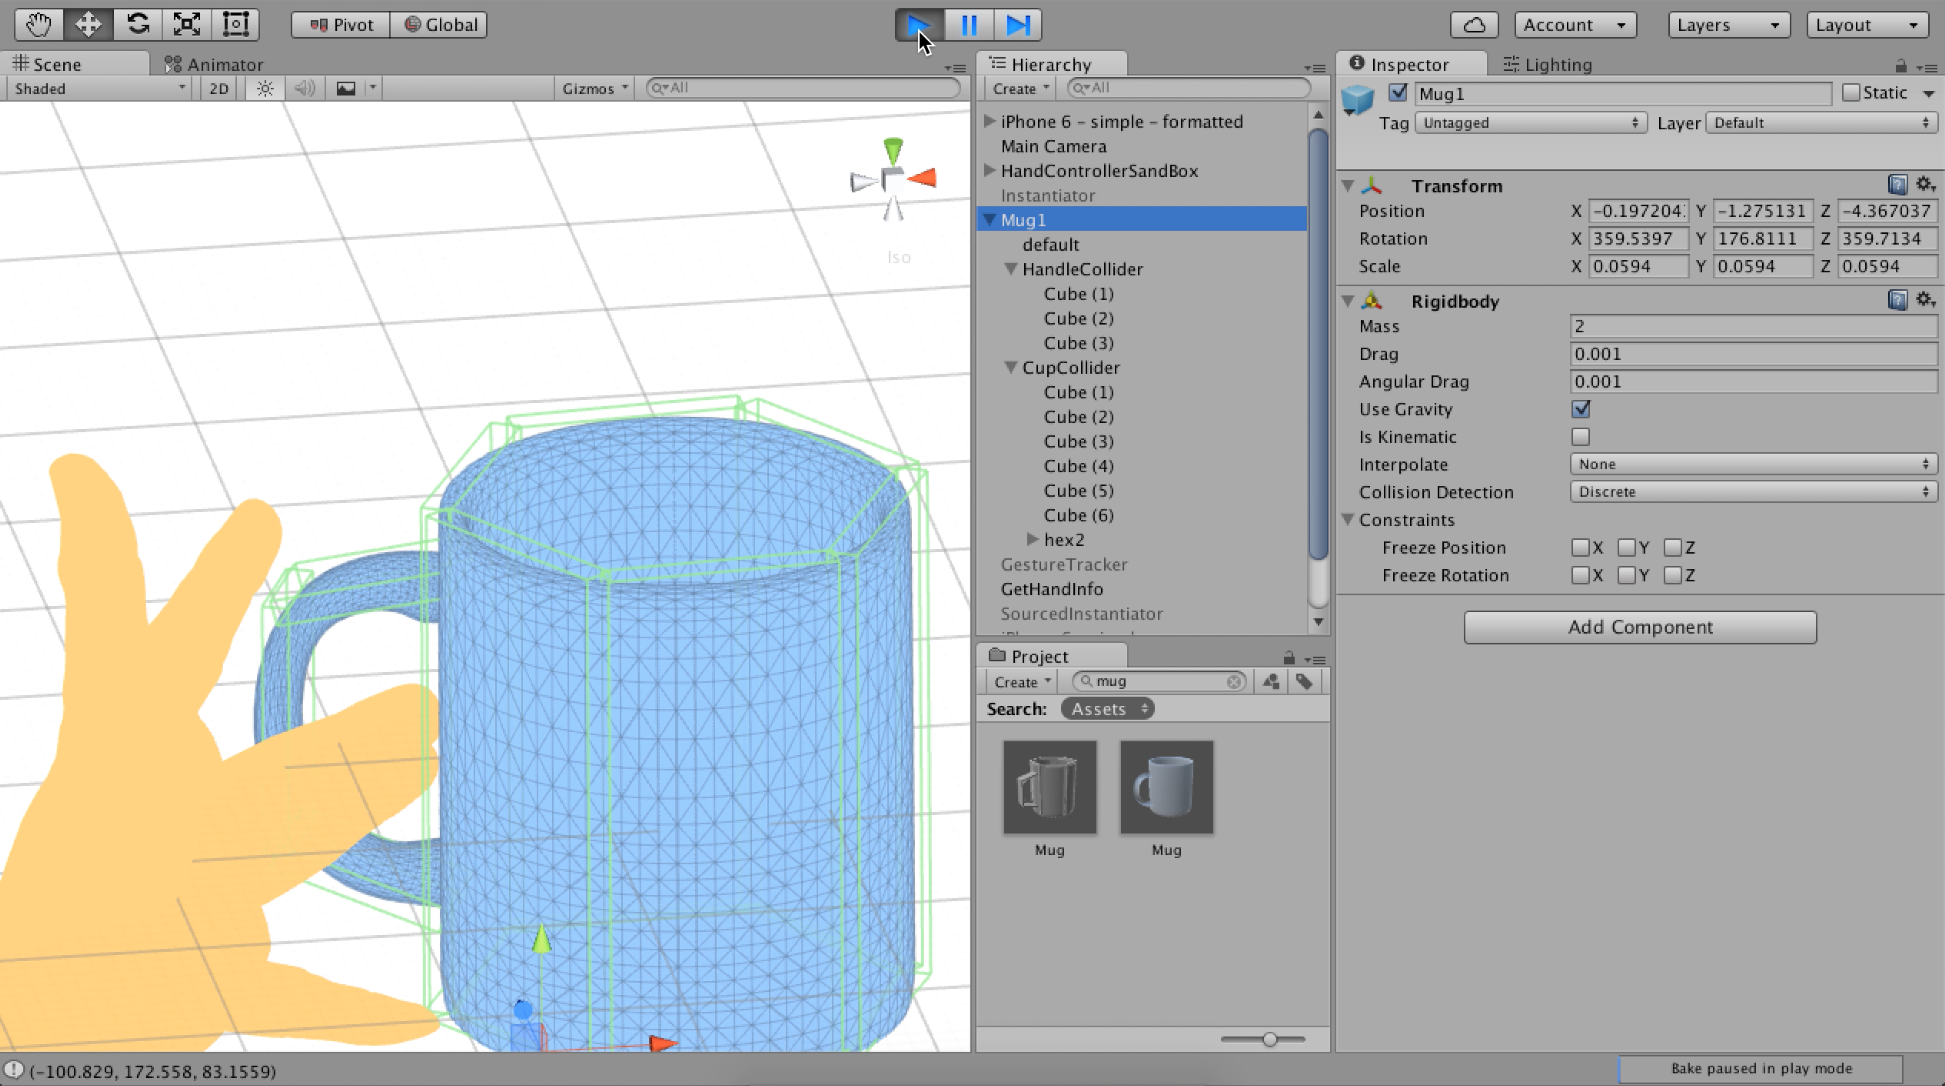 Pivot Global Account Layers Layout
Scene Animator
Shaded 2D Gizmos All
Iso
Hierarchy
Create All
iPhone 6 - simple - formatted
Main Camera
HandControllerSandBox
Instantiator
Mug1
default
HandleCollider
Cube (1)
Cube (2)
Cube (3)
CupCollider
Cube (1)
Cube (2)
Cube (3)
Cube (4)
Cube (5)
Cube (6)
hex2
GestureTracker
GetHandInfo
SourcedInstantiator
Project
Create mug
Search: Assets
Mug Mug
Inspector Lighting
Mug1 Static
Tag Untagged Layer Default
Transform
Position X -0.197204 Y -1.275131 Z -4.367037
Rotation X 359.5397 Y 176.8111 Z 359.7134
Scale X 0.0594 Y 0.0594 Z 0.0594
Rigidbody
Mass 2
Drag 0.001
Angular Drag 0.001
Use Gravity
Is Kinematic
Interpolate None
Collision Detection Discrete
Constraints
Freeze Position X Y Z
Freeze Rotation X Y Z
Add Component
(-100.829, 172.558, 83.1559)
Bake paused in play mode